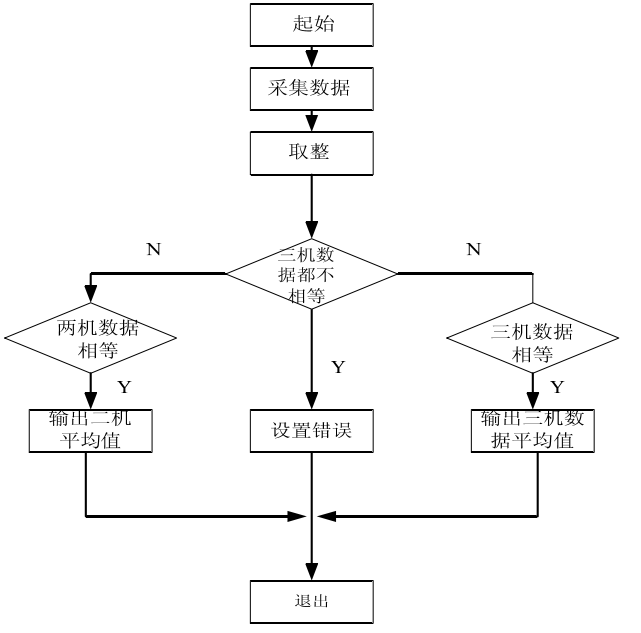 起始
采集数据
取整
三机数
据都不
相等
N
N
两机数据
相等
三机数据
相等
Y
Y
Y
输出二机
平均值
设置错误
输出三机数
据平均值
退出